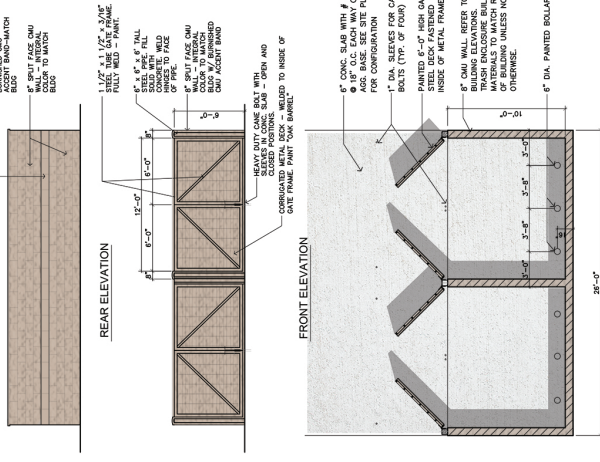 ACCENT BAND-MATCH
BLDG
8" SPLIT FACE CMU
WALL - INTEGRAL
COLOR TO MATCH
BLDG
REAR ELEVATION
1 1/2" X 1 1/2" X 3/16"
STEEL TUBE GATE FRAME.
FULLY WELD - PAINT.
6" x 6" x 6' TALL
STEEL PIPE. FILL
SOLID WITH
CONCRETE. WELD
HINGES TO FACE
OF PIPE.
8" SPLIT FACE CMU
WALL - INTEGRAL
COLOR TO MATCH
BLDG W/ BURNISHED
CMU ACCENT BAND
6'-0"
8"
6'-0"
12'-0"
6'-0"
8"
HEAVY DUTY CANE BOLT WITH
SLEEVES IN CONC. SLAB - OPEN AND
CLOSED POSITIONS.
CORRUGATED METAL DECK - WELDED TO INSIDE OF
GATE FRAME. PAINT "OAK BARREL"
FRONT ELEVATION
6" CONC. SLAB WITH #
@ 18" O.C. EACH WAY
AGG. BASE. SEE SITE
FOR CONFIGURATION
1" DIA. SLEEVES FOR
BOLTS (TYP. OF FOUR)
PAINTED 6'-0" HIGH
STEEL DECK FASTENED
INSIDE OF METAL
8" CMU WALL. REFER
BUILDING ELEVATIONS.
TRASH ENCLOSURE
MATERIALS TO MATCH
OF BUILDING UNLESS
OTHERWISE.
6" DIA. PAINTED
10'-0"
3'-0"
3'-8"
3'-8"
3'-0"
26'-0"